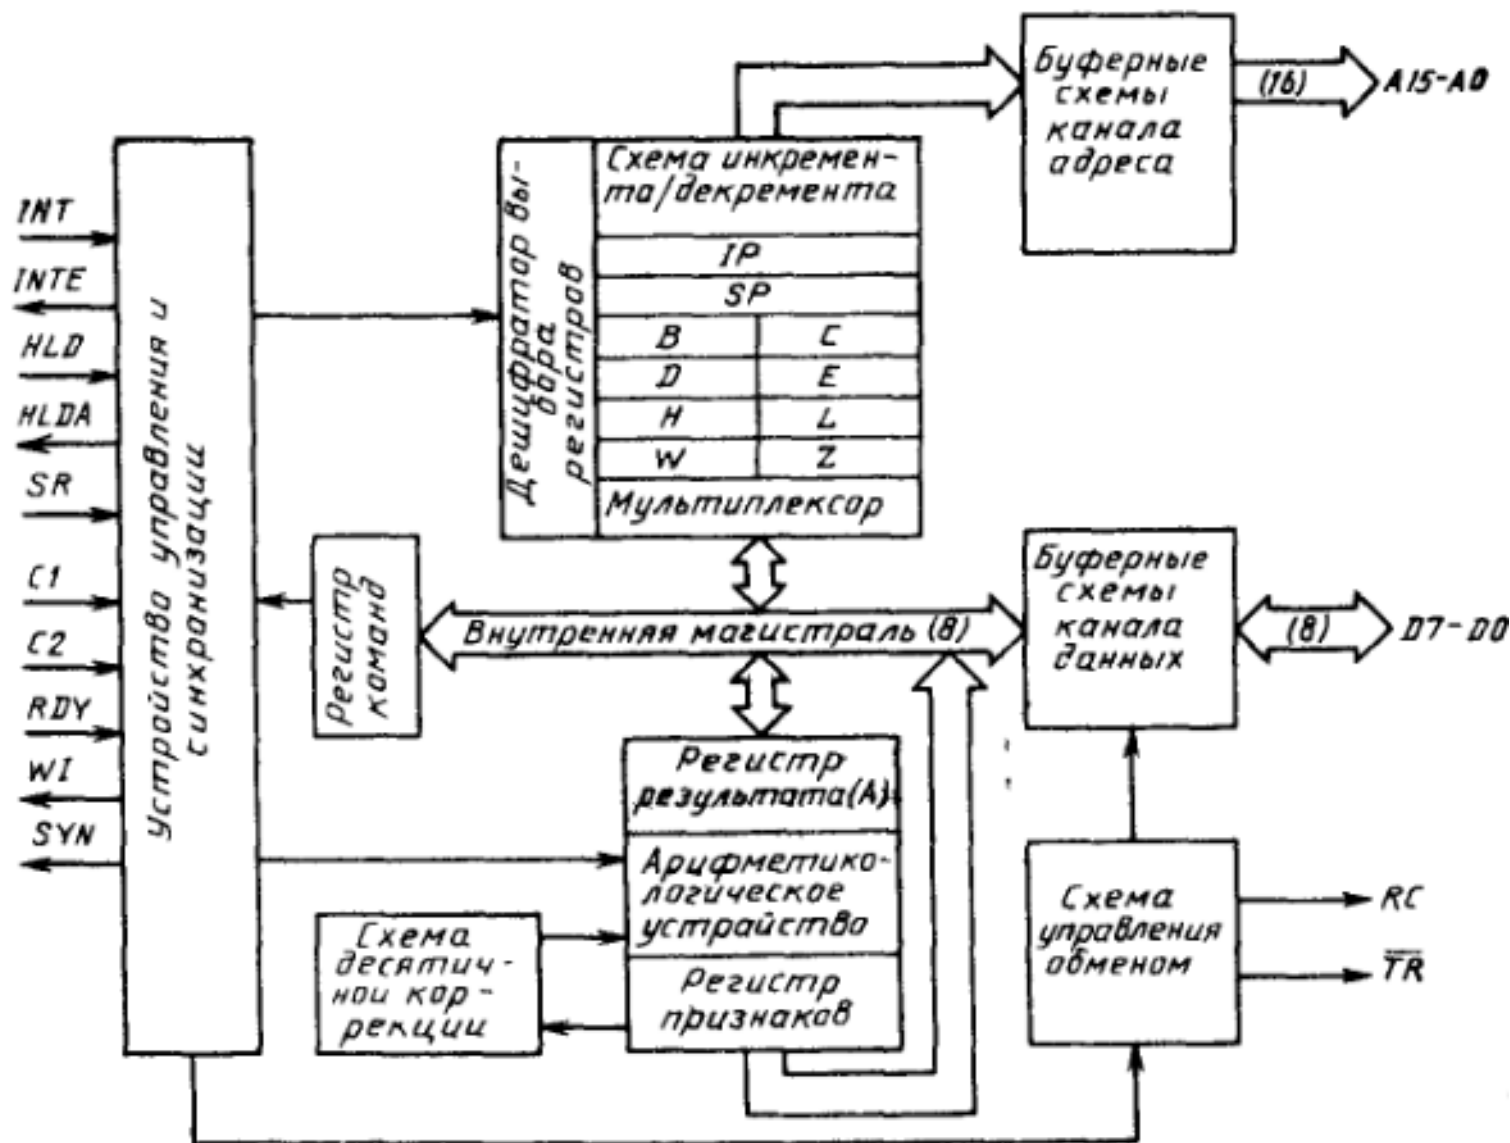 Буферные
схемы
канала
адреса
(16)
A15-A0
Схема инкремен-
та/декремента
IP
SP
B
C
D
E
H
L
W
Z
Мультиплексор
Дешифратор вы-
бора
регистров
INT
INTE
HLD
HLDA
SR
C1
C2
RDY
WI
SYN
Устройство управления и
синхранизации
Регистр
команд
Внутренняя магистраль (8)
Буферные
схемы
канала
данных
(8)
D7-D0
Регистр
результата(А)
Арифметико-
логическое
устройство
Регистр
признаков
Схема
десятич-
ной кор-
рекции
Схема
управления
обменом
RC
T̅R̅